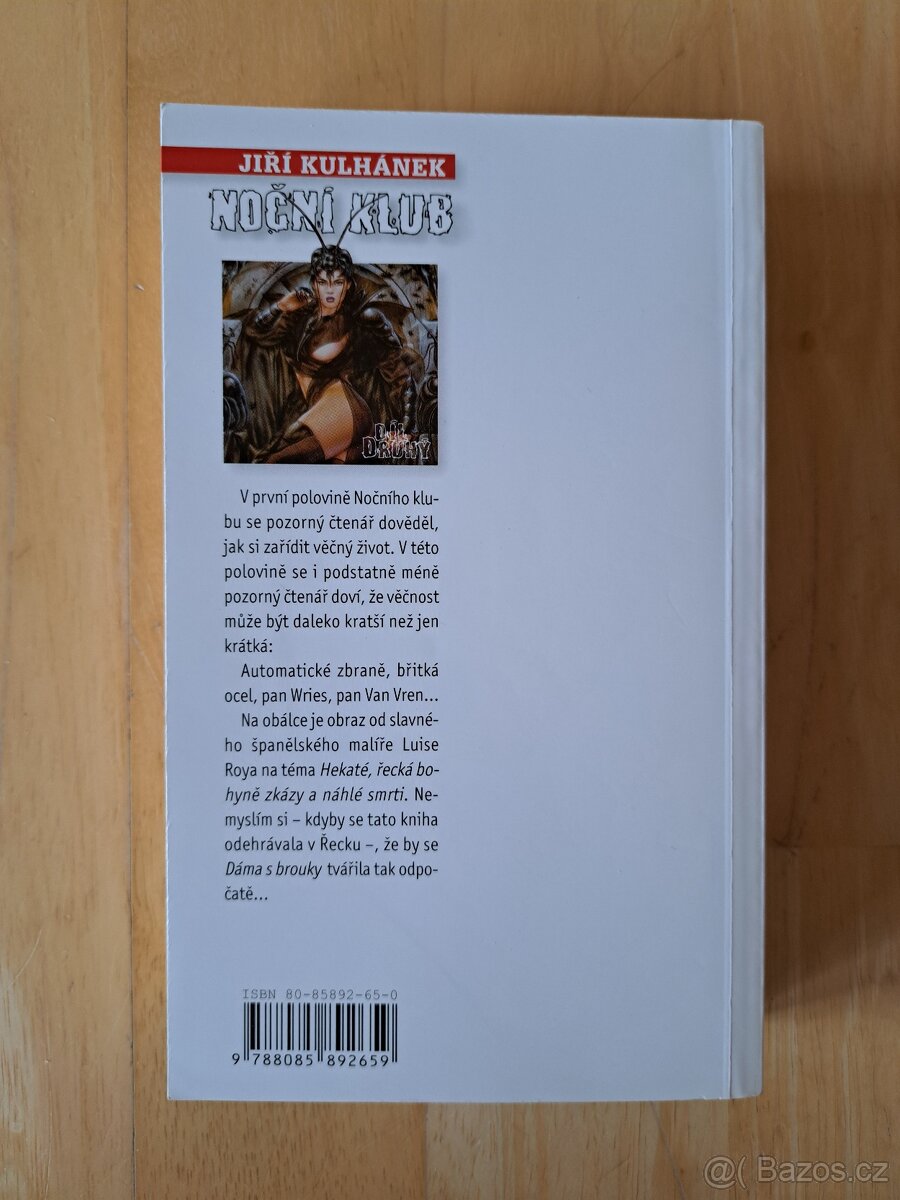 JIŘÍ KULHÁNEK
NOČNÍ KLUB
DÍL
DRUHÝ
V první polovině Nočního klu-
bu se pozorný čtenář dověděl,
jak si zařídit věčný život. V této
polovině se i podstatně méně
pozorný čtenář doví, že věčnost
může být daleko kratší než jen
krátká:
Automatické zbraně, břitká
ocel, pan Wries, pan Van Vren...
Na obálce je obraz od slavné-
ho španělského malíře Luise
Roya na téma Hekaté, řecká bo-
hyně zkázy a náhlé smrti. Ne-
myslím si – kdyby se tato kniha
odehrávala v Řecku –, že by se
Dáma s brouky tvářila tak odpo-
čatě...
ISBN 80-85892-65-0
9 788085 892659
@( Bazos.cz